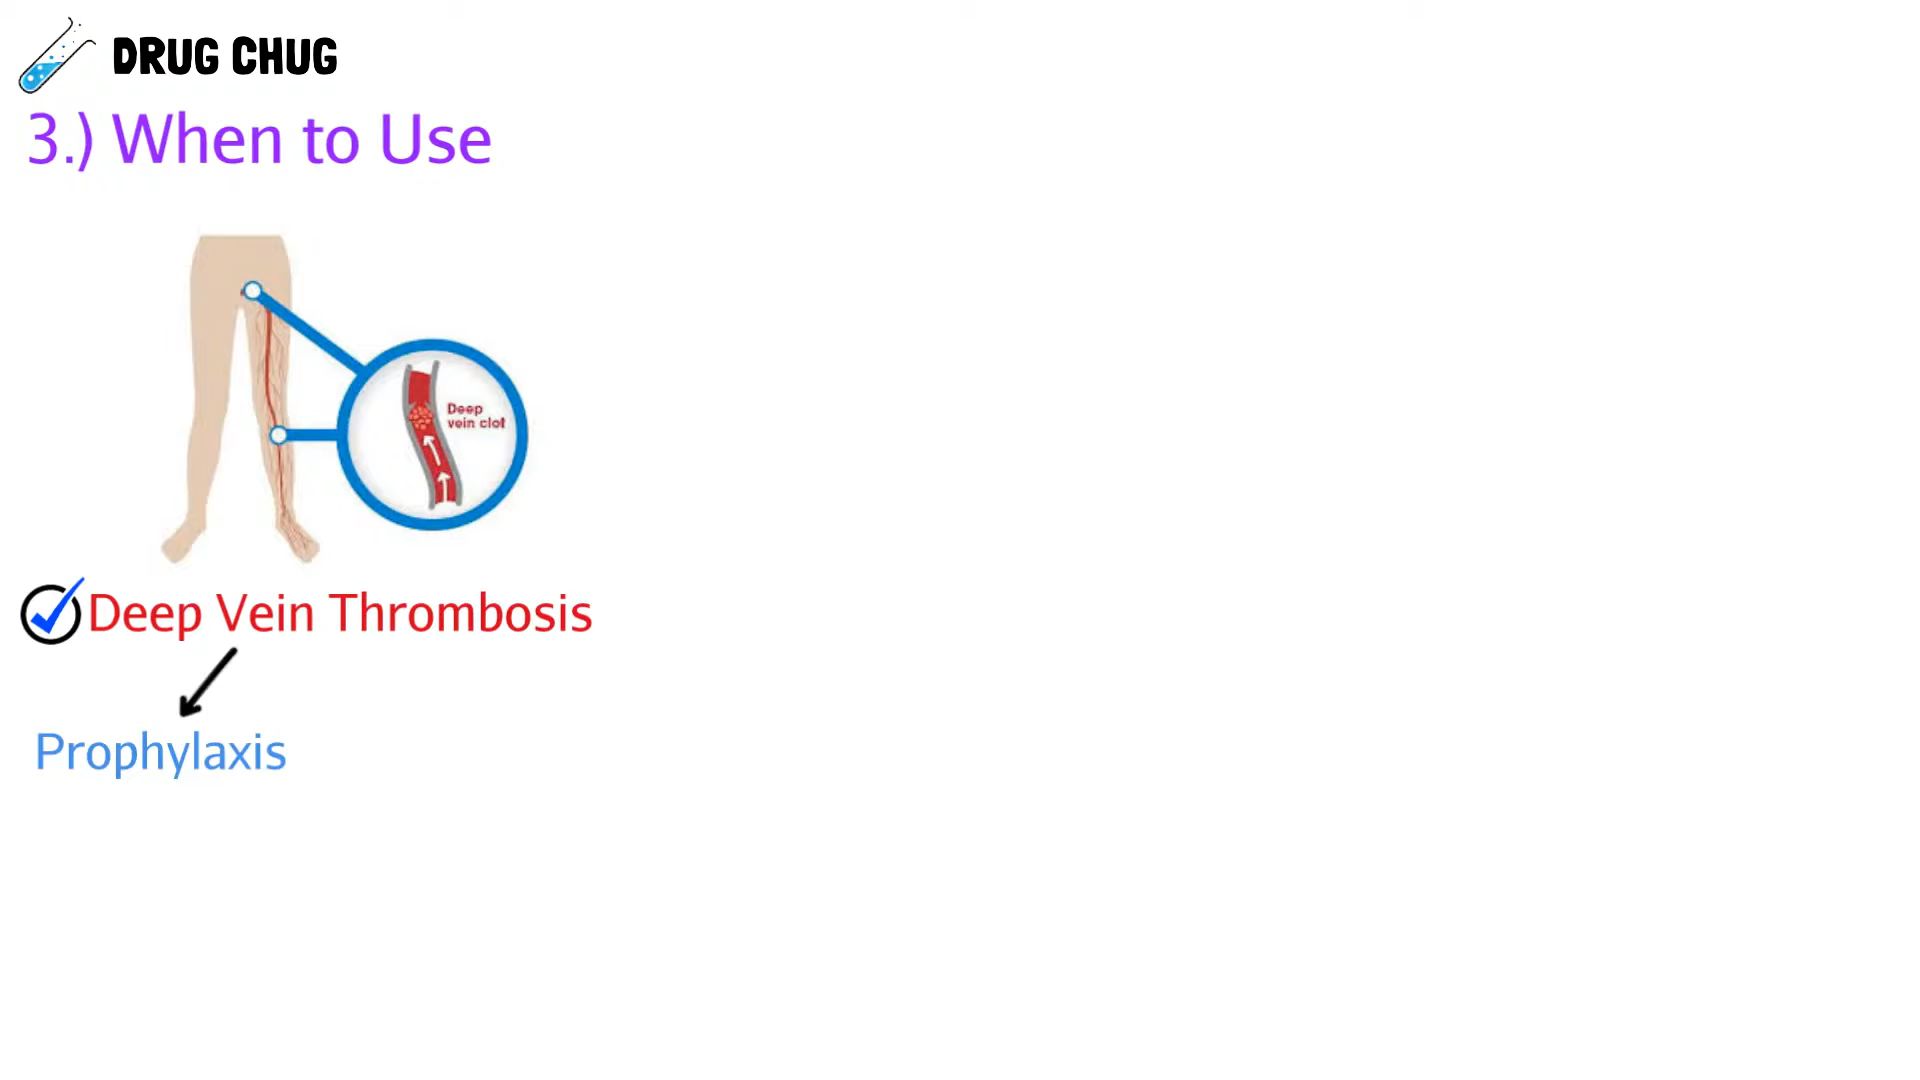 DRUG CHUG
3.) When to Use
Deep
vein clot
Deep Vein Thrombosis
Prophylaxis